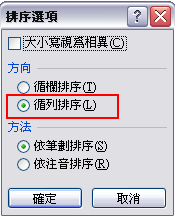 排序選項
大小寫視為相異(C)
方向
循欄排序(T)
循列排序(L)
方法
依筆劃排序(S)
依注音排序(R)
確定
取消